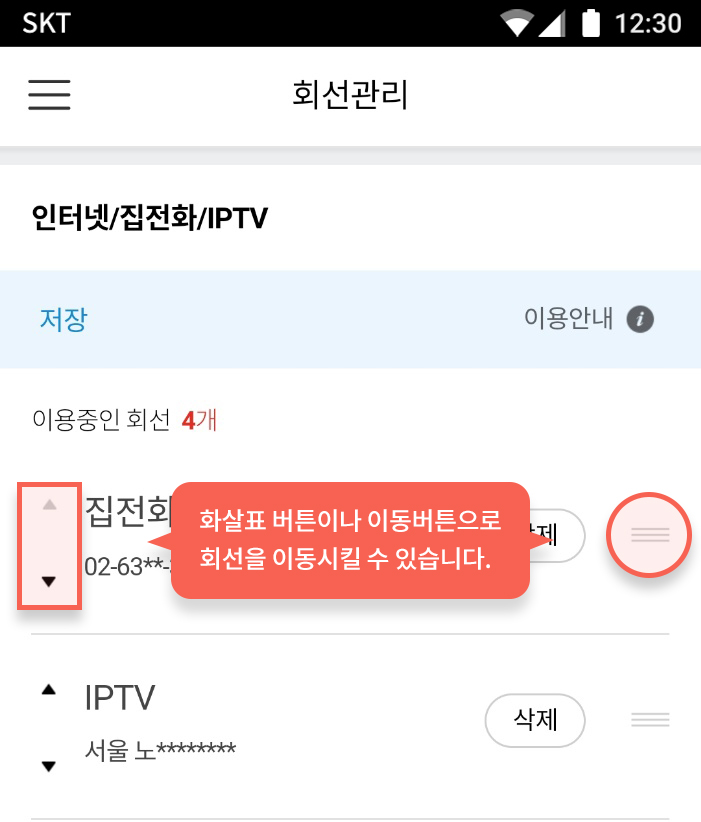 SKT 12:30
회선관리
인터넷/집전화/IPTV
저장 이용안내
이용중인 회선 4개
집전화
화살표 버튼이나 이동버튼으로
회선을 이동시킬 수 있습니다.
삭제
02-63**-
IPTV
삭제
서울 노********